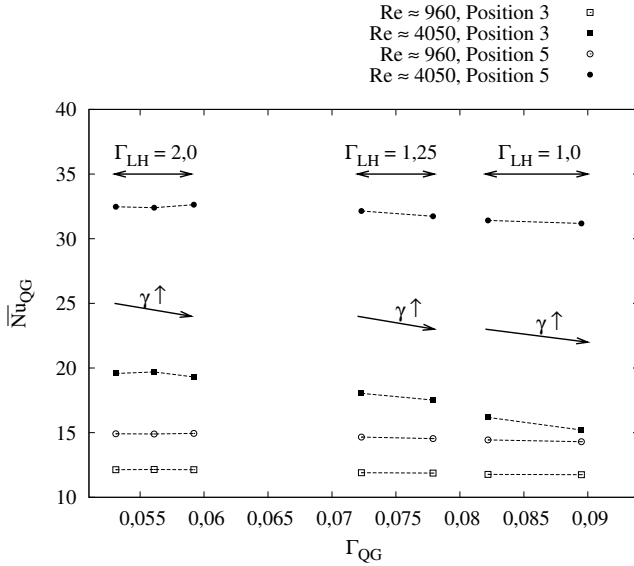 Re ≈ 960, Position 3
Re ≈ 4050, Position 3
Re ≈ 960, Position 5
Re ≈ 4050, Position 5
40
Γ_LH = 2,0 Γ_LH = 1,25 Γ_LH = 1,0
35
30
25
γ ↑ γ ↑ γ ↑
20
15
10
0,055 0,06 0,065 0,07 0,075 0,08 0,085 0,09
Γ_QG
N̅u̅_QG